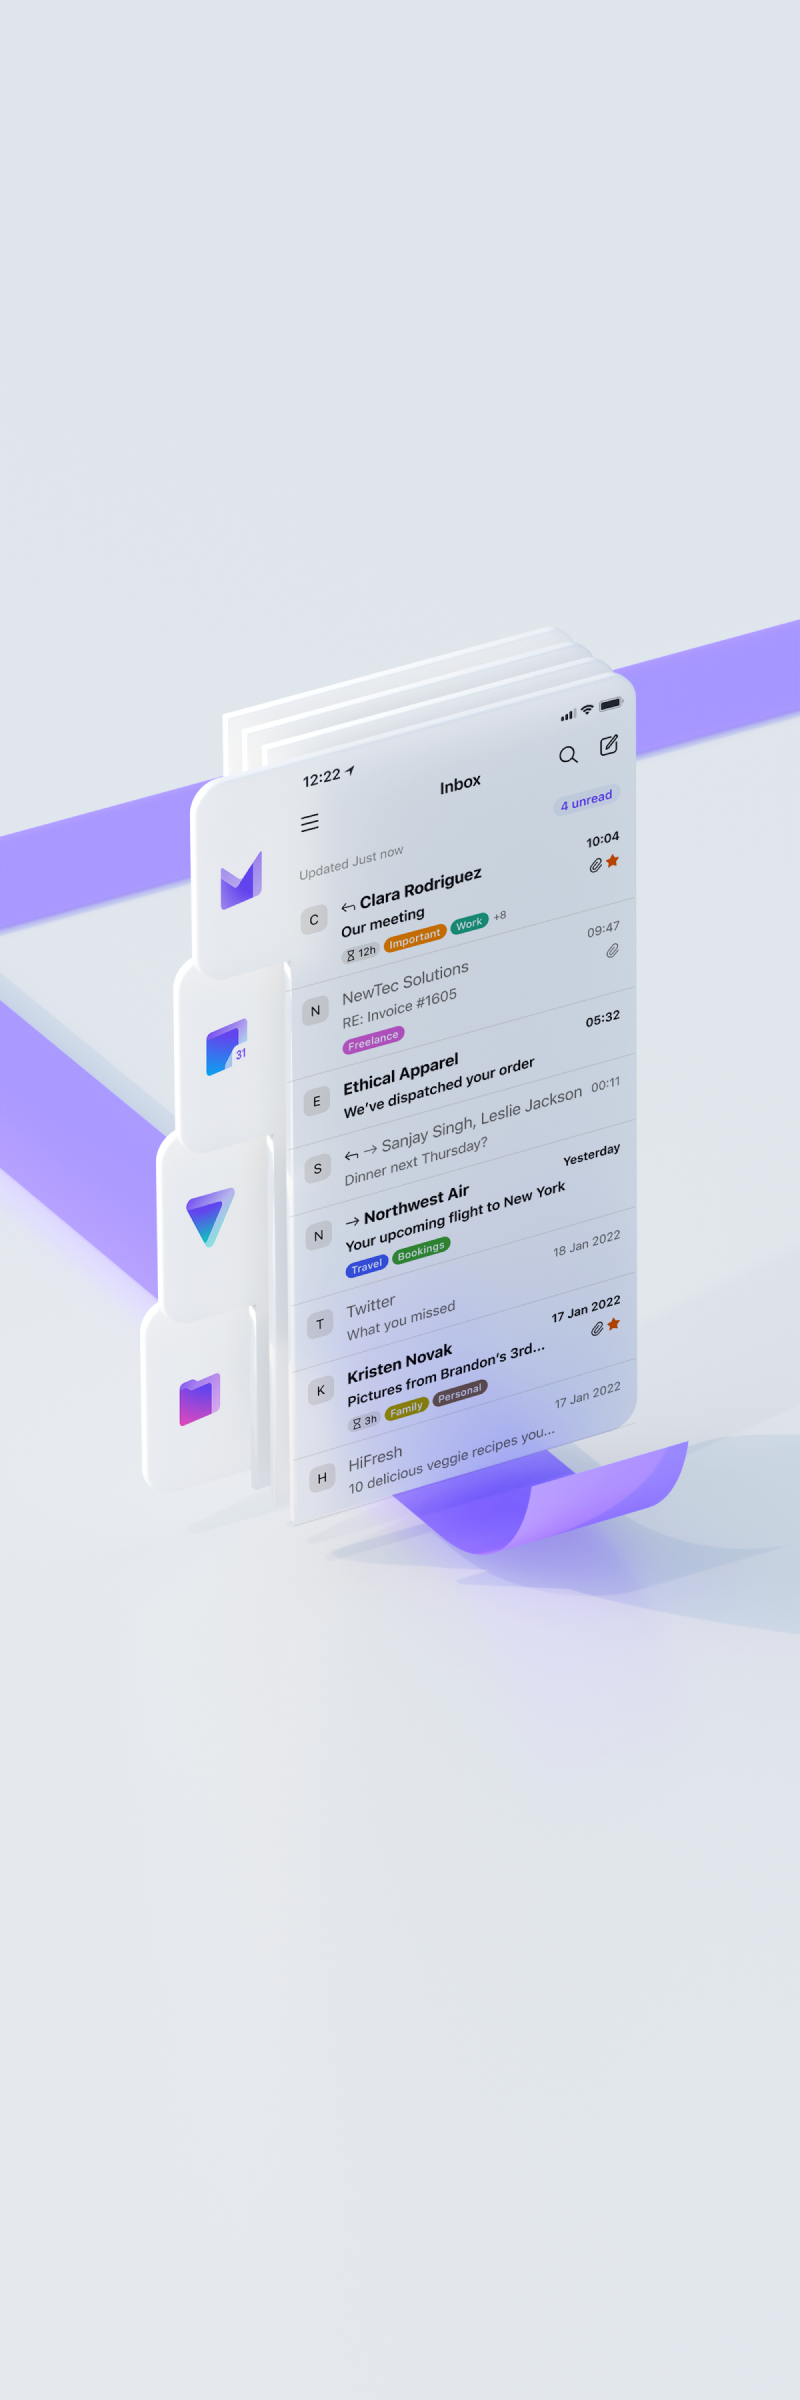 12:22
Inbox
4 unread
Updated Just now
C
Clara Rodriguez
10:04
Our meeting
12h Important Work +8
N
NewTec Solutions
09:47
RE: Invoice #1605
Freelance
E
Ethical Apparel
05:32
We've dispatched your order
S
Sanjay Singh, Leslie Jackson
00:11
Dinner next Thursday?
N
Northwest Air
Yesterday
Your upcoming flight to New York
Travel Bookings
T
Twitter
18 Jan 2022
What you missed
K
Kristen Novak
17 Jan 2022
Pictures from Brandon's 3rd...
3h Family Personal
H
HiFresh
17 Jan 2022
10 delicious veggie recipes you...
31